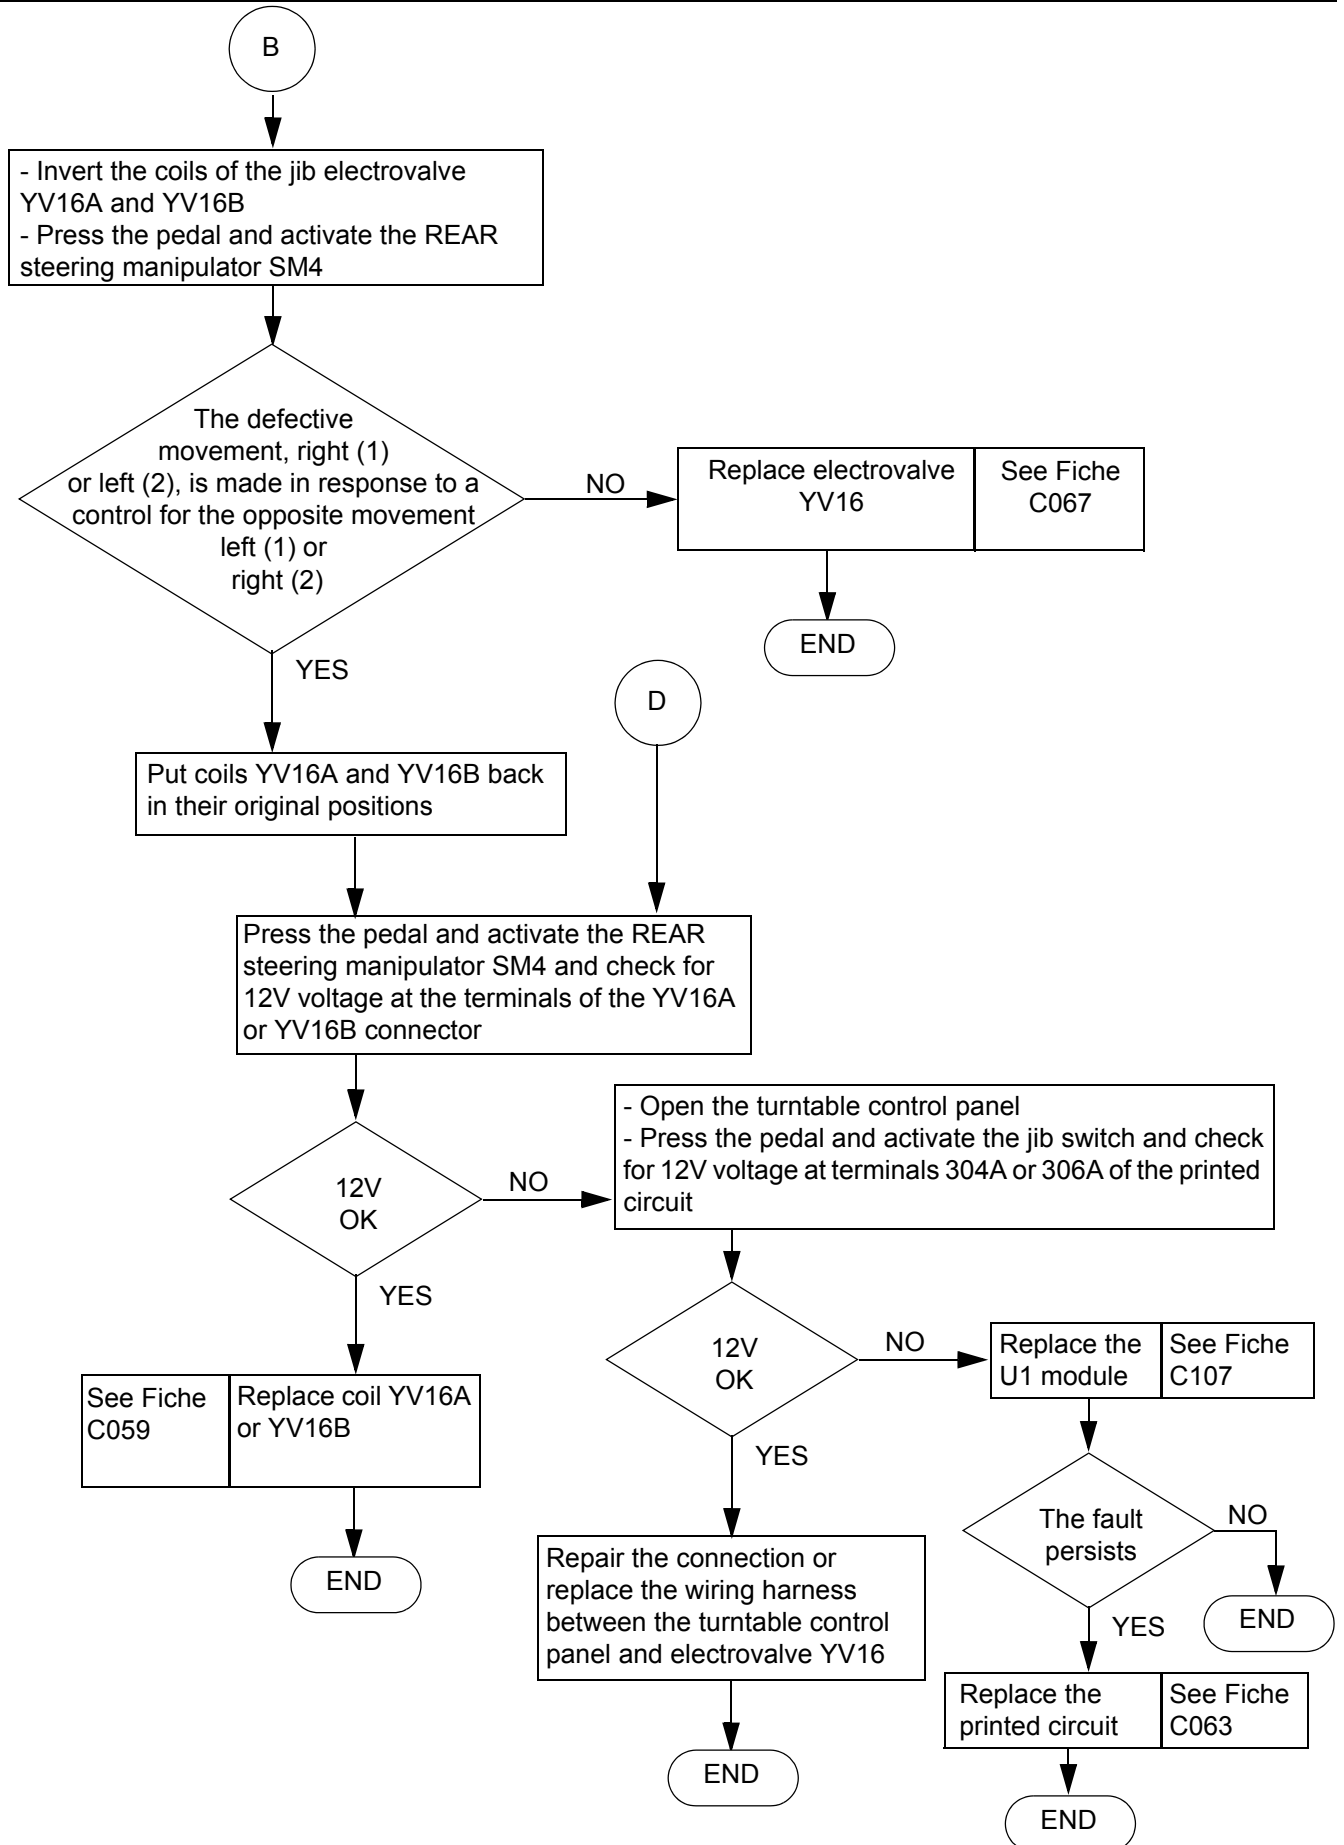 B
- Invert the coils of the jib electrovalve
YV16A and YV16B
- Press the pedal and activate the REAR
steering manipulator SM4
The defective
movement, right (1)
or left (2), is made in response to a
control for the opposite movement
left (1) or
right (2)
NO
Replace electrovalve
YV16
See Fiche
C067
END
YES
D
Put coils YV16A and YV16B back
in their original positions
Press the pedal and activate the REAR
steering manipulator SM4 and check for
12V voltage at the terminals of the YV16A
or YV16B connector
12V
OK
NO
- Open the turntable control panel
- Press the pedal and activate the jib switch and check
for 12V voltage at terminals 304A or 306A of the printed
circuit
YES
See Fiche
C059
Replace coil YV16A
or YV16B
END
12V
OK
NO
Replace the
U1 module
See Fiche
C107
YES
Repair the connection or
replace the wiring harness
between the turntable control
panel and electrovalve YV16
END
The fault
persists
NO
END
YES
Replace the
printed circuit
See Fiche
C063
END